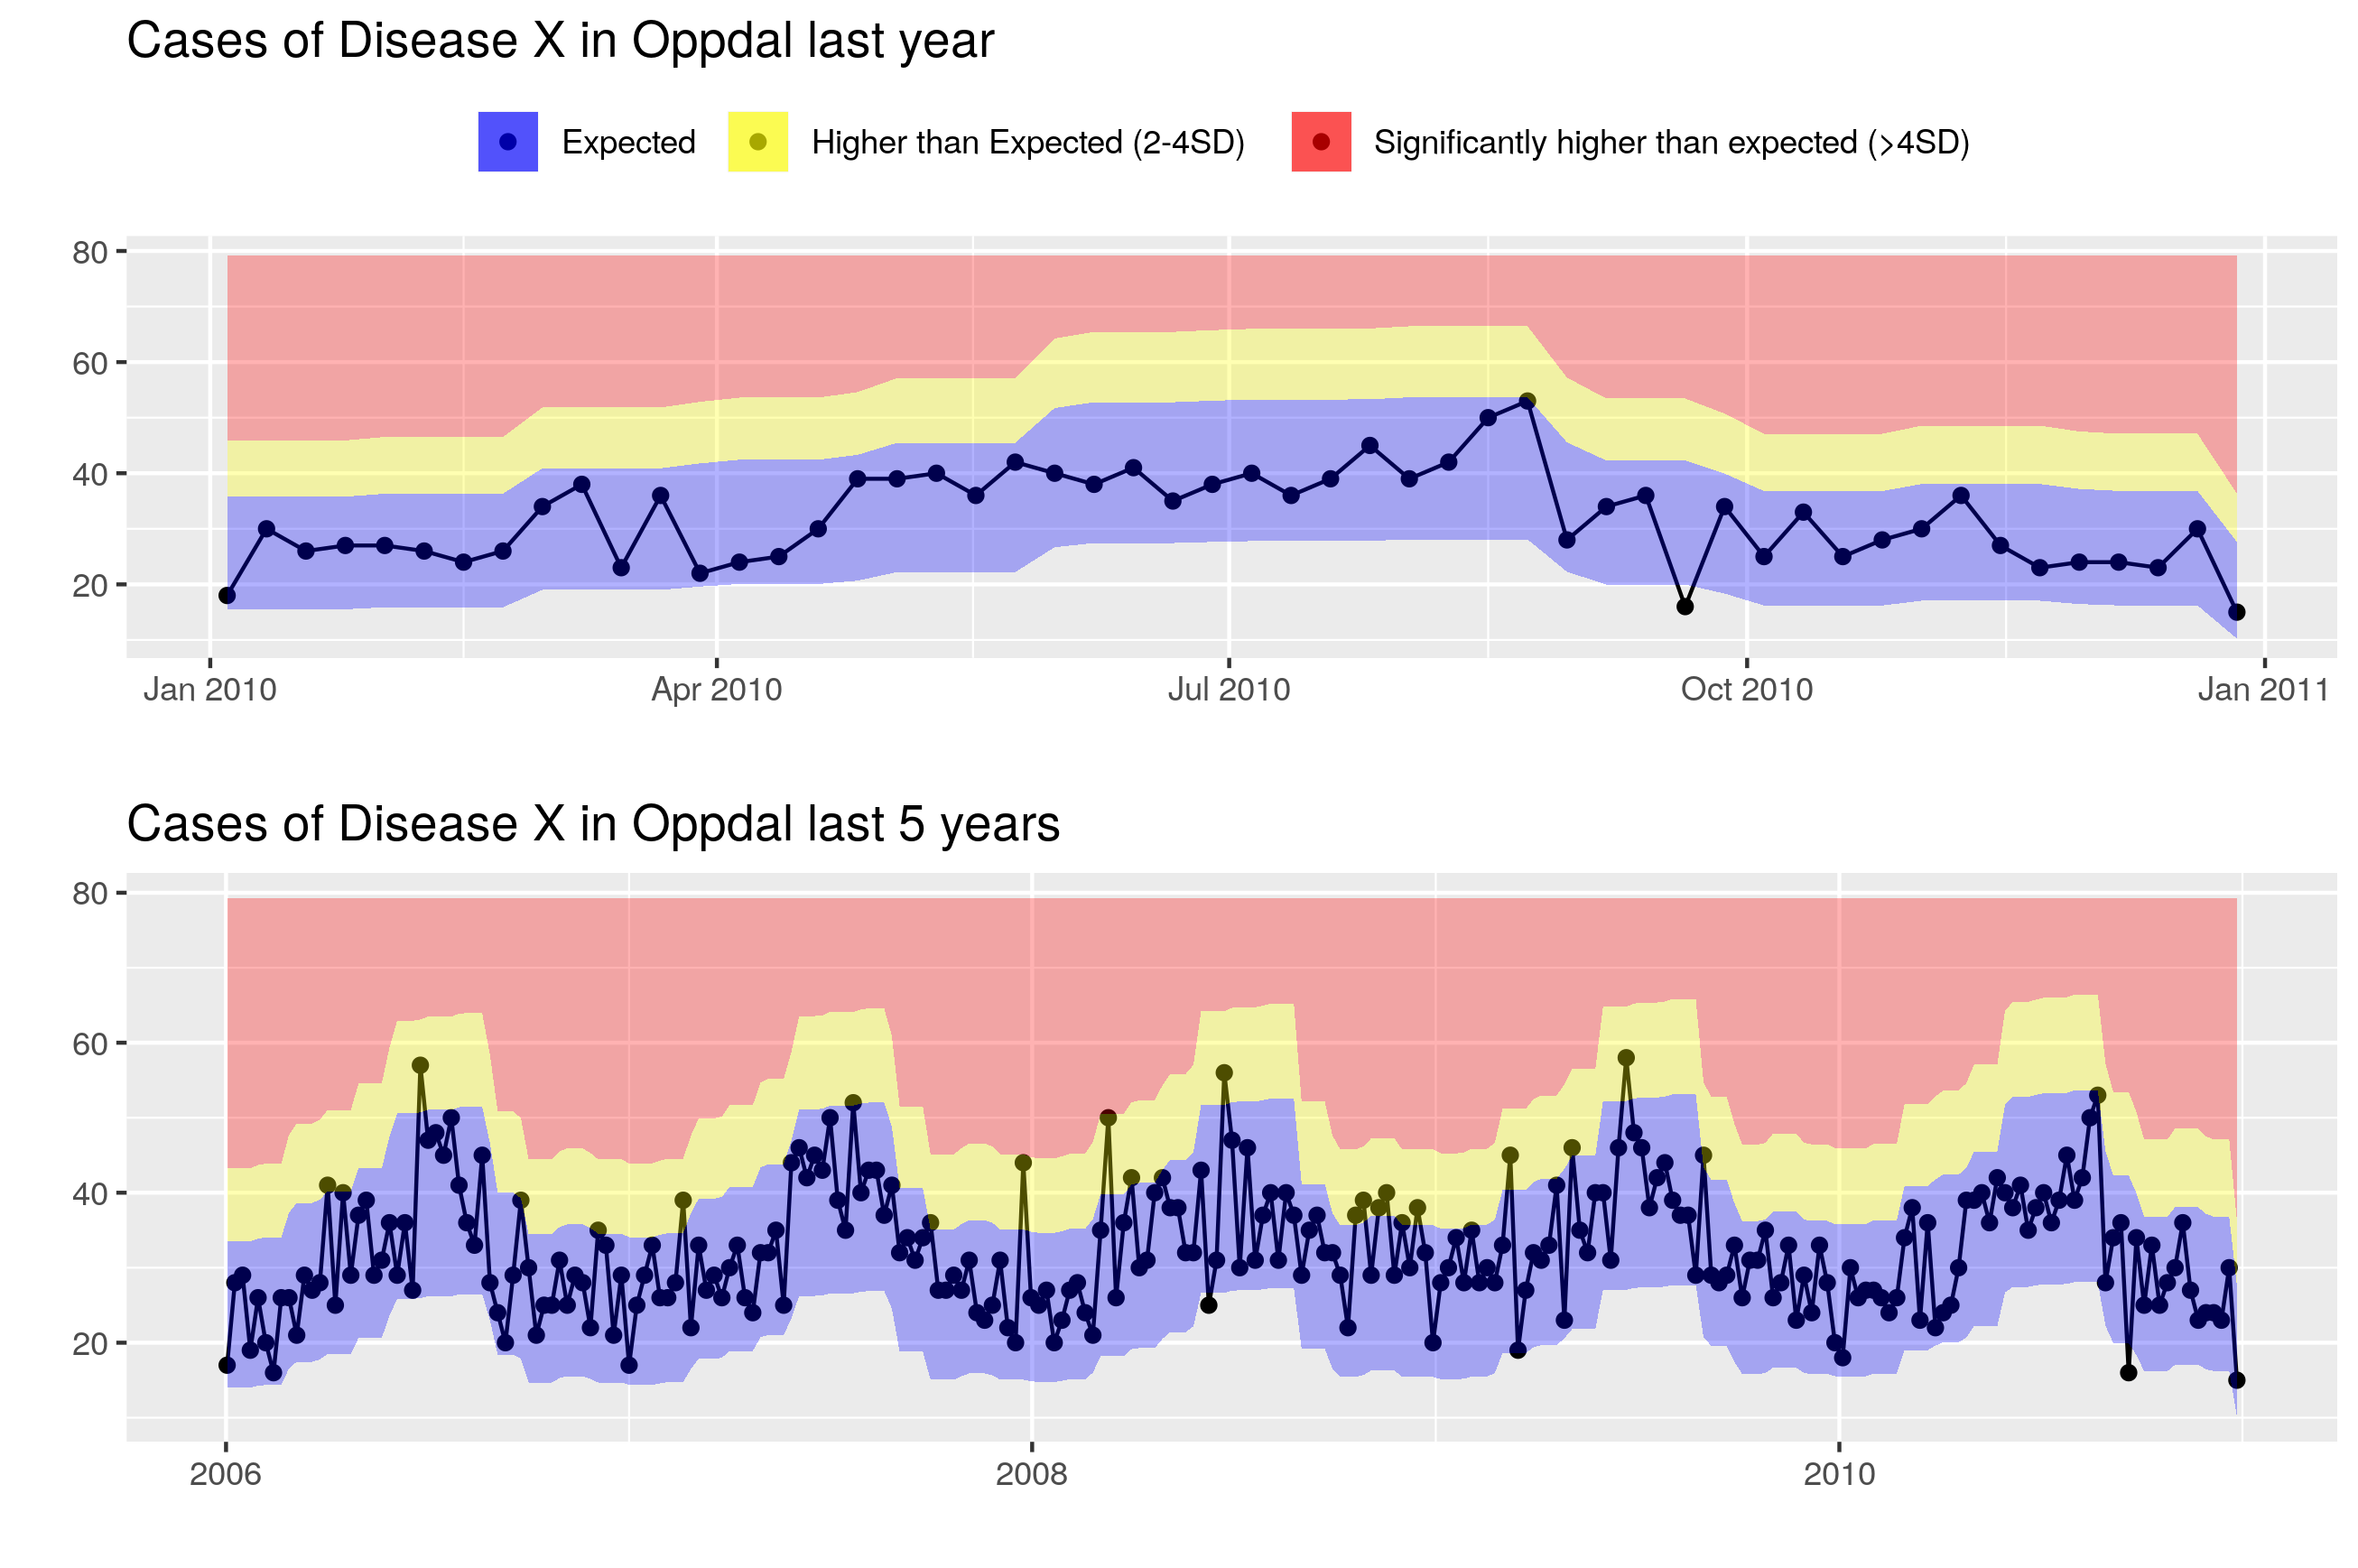 Cases of Disease X in Oppdal last year
Expected Higher than Expected (2-4SD) Significantly higher than expected (>4SD)
80
60
40
20
Jan 2010 Apr 2010 Jul 2010 Oct 2010 Jan 2011
Cases of Disease X in Oppdal last 5 years
80
60
40
20
2006 2008 2010